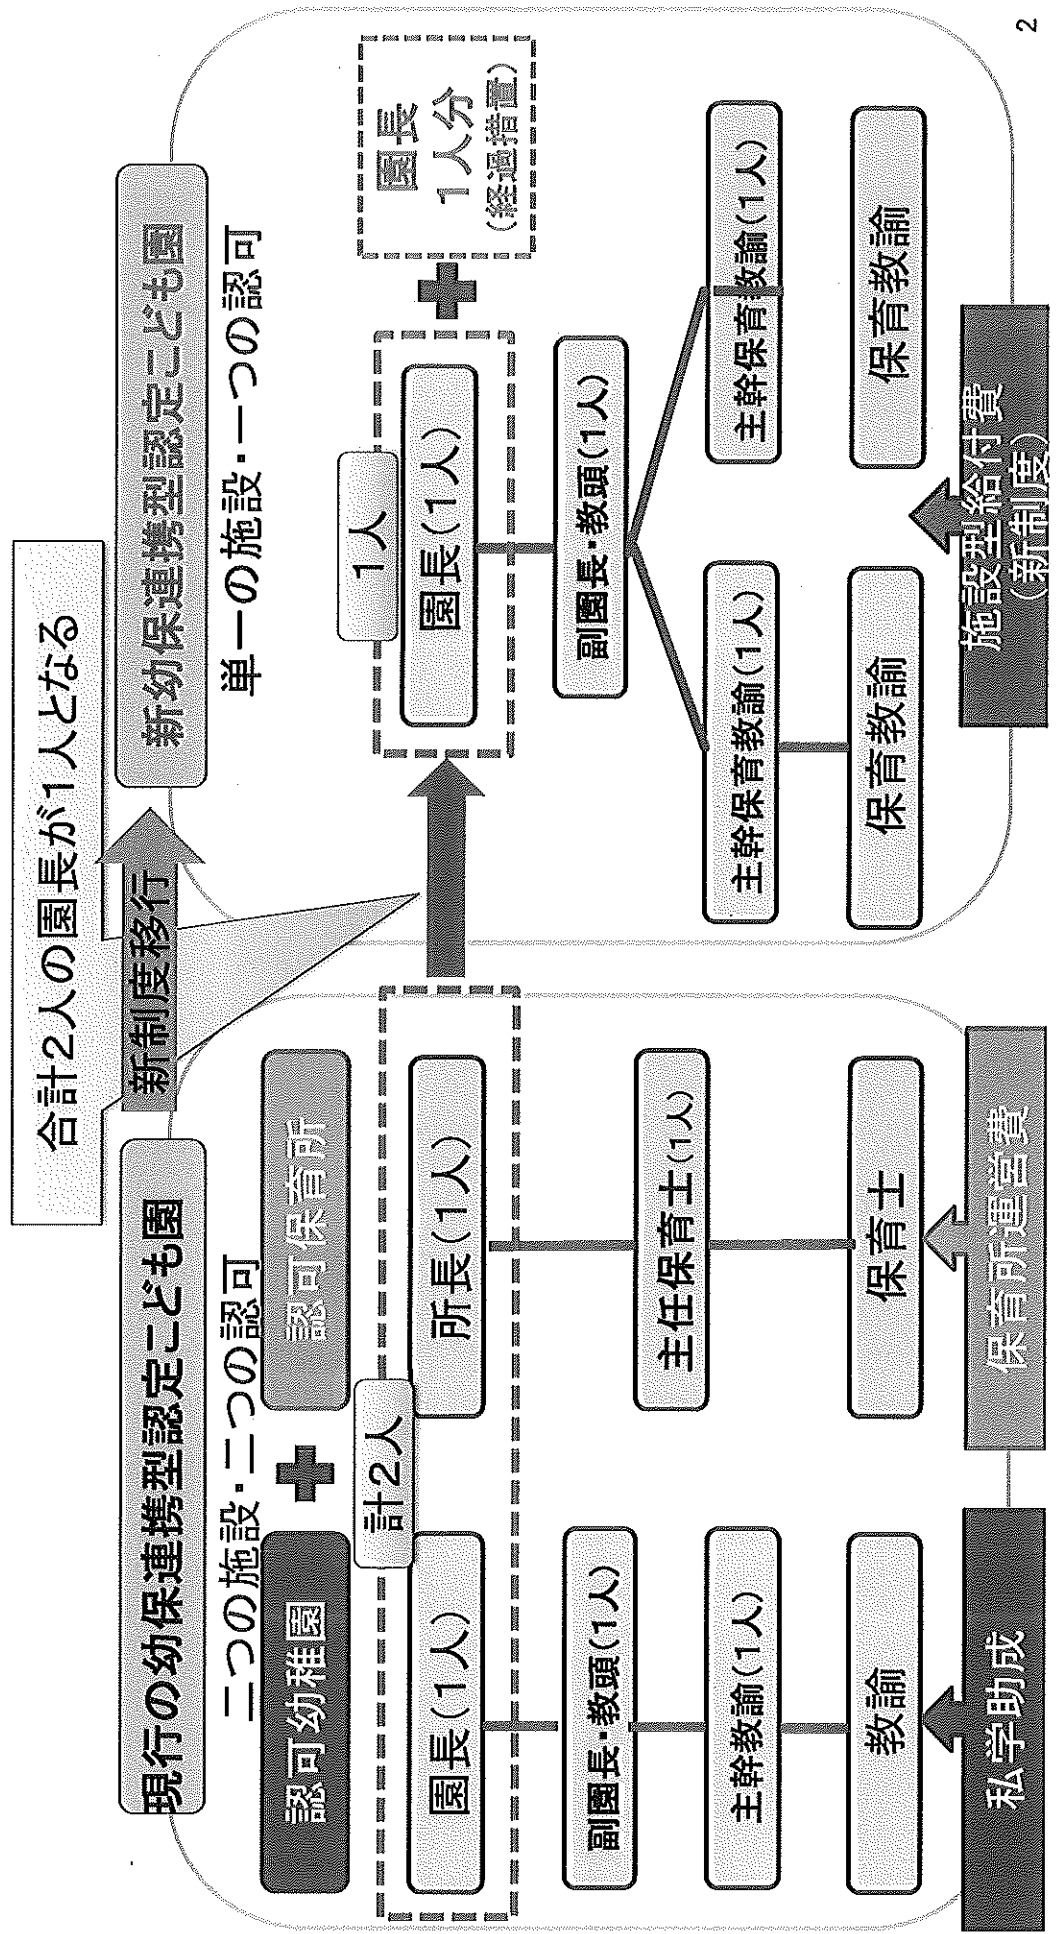 合計2人の園長が1人となる
現行の幼保連携型認定こども園
新制度移行
新幼保連携型認定こども園
二つの施設・二つの認可
単一の施設・一つの認可
認可幼稚園
認可保育所
計2人
1人
園長(1人)
所長(1人)
園長(1人)
園長
1人分
(経過措置)
副園長・教頭(1人)
主幹教諭(1人)
教諭
主任保育士(1人)
保育士
副園長・教頭(1人)
主幹保育教諭(1人)
主幹保育教諭(1人)
保育教諭
保育教諭
私学助成
保育所運営費
施設型給付費
(新制度)
2